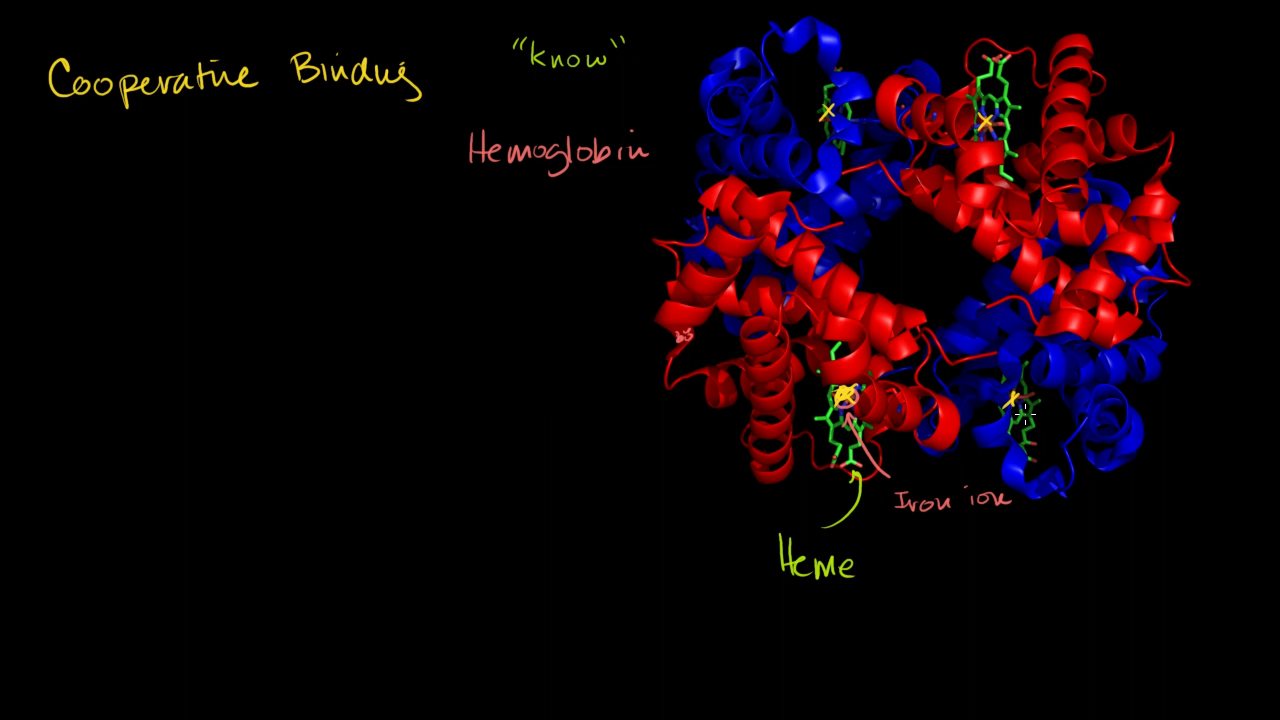 Cooperative Binding
"know"
Hemoglobin
Iron ion
Heme